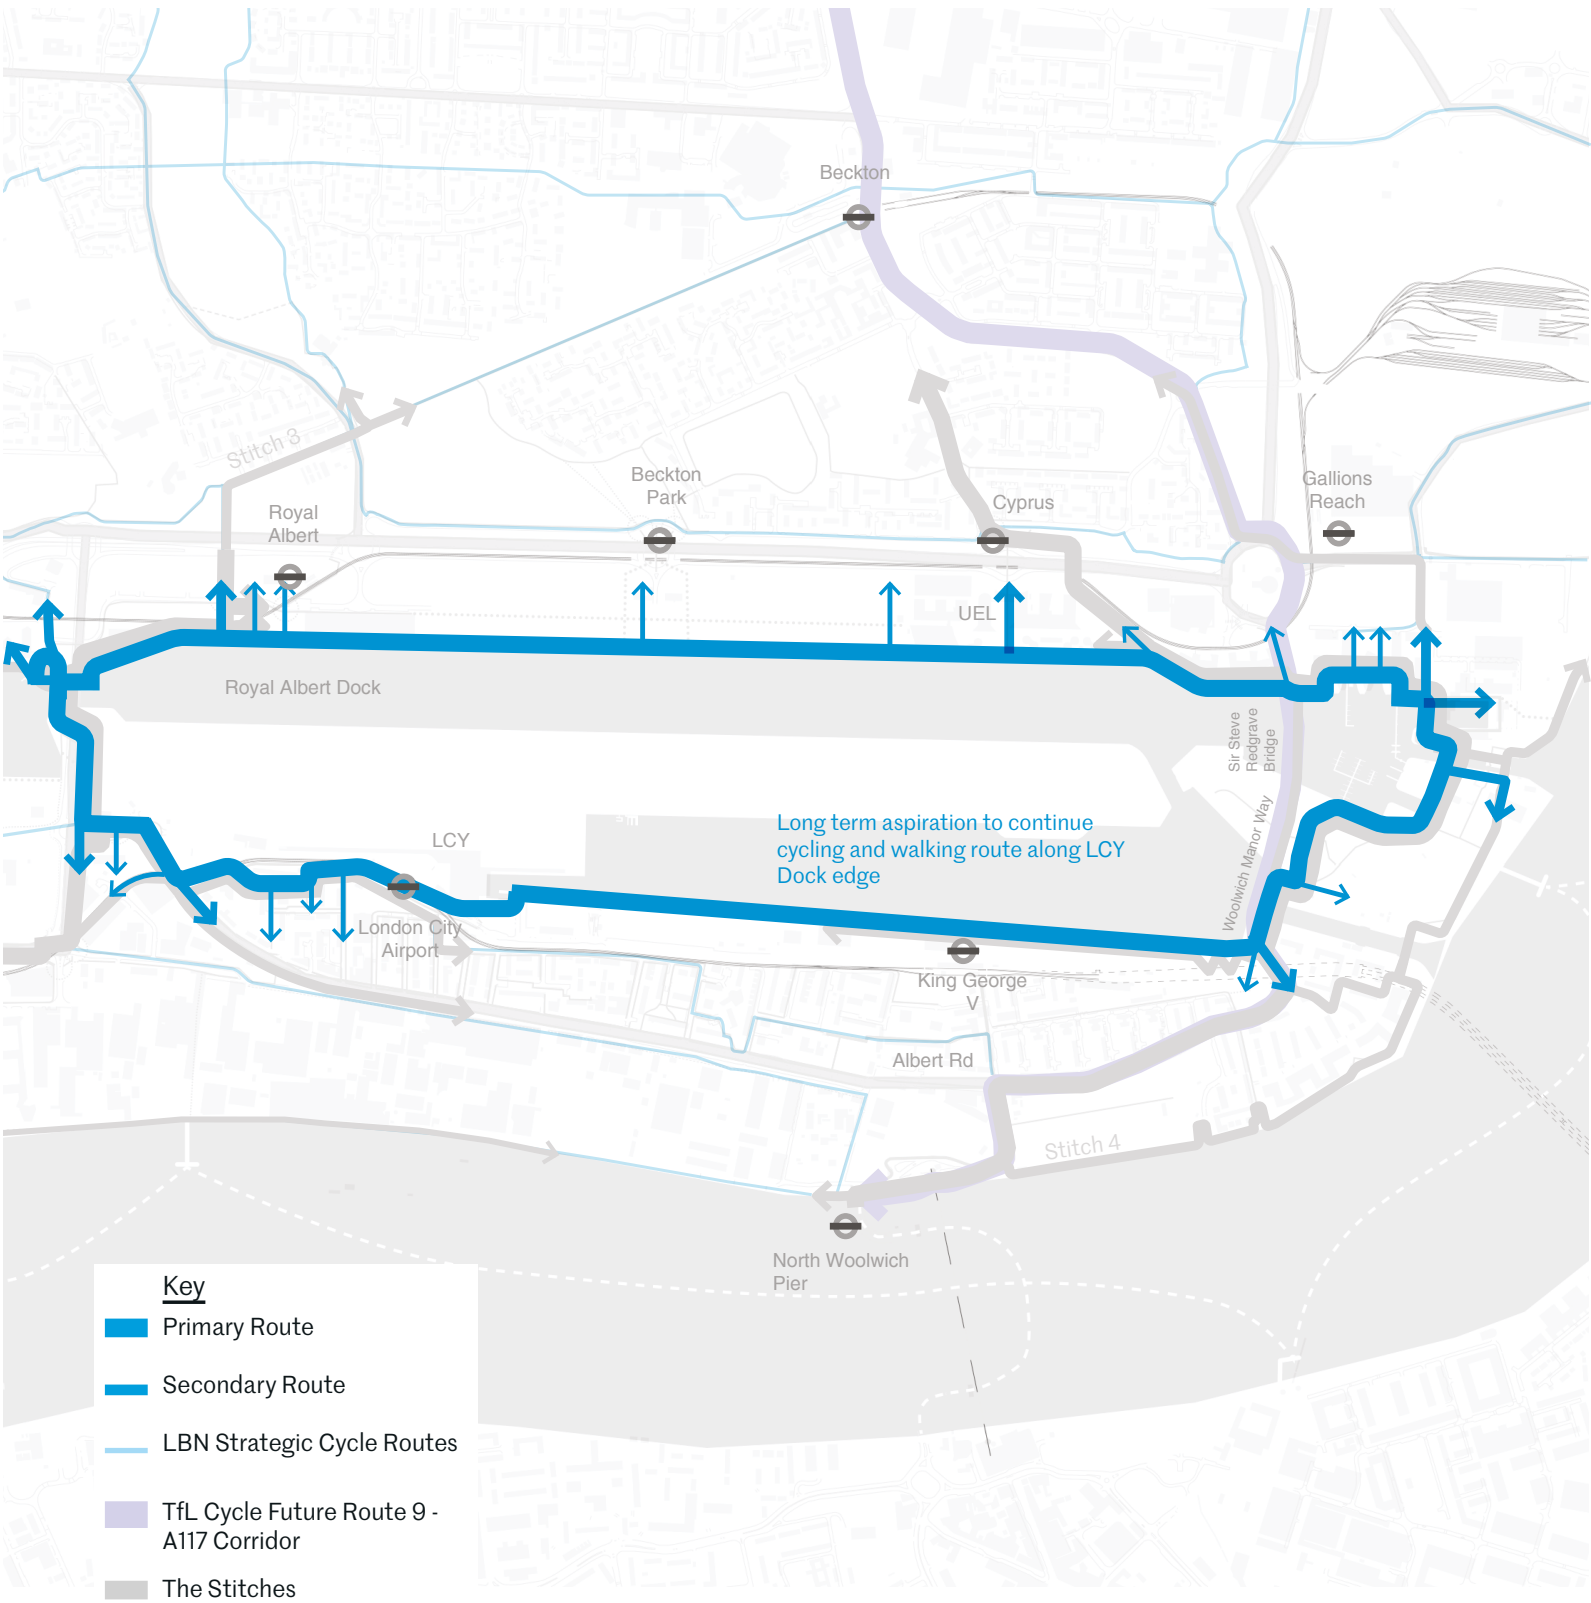 Beckton
Stitch 3
Beckton
Park
Gallions
Reach
Royal
Albert
Cyprus
UEL
Royal Albert Dock
Sir Steve
Redgrave
Bridge
Woolwich Manor Way
LCY
Long term aspiration to continue
cycling and walking route along LCY
Dock edge
London City
Airport
King George
V
Albert Rd
Stitch 4
North Woolwich
Pier
Key
Primary Route
Secondary Route
LBN Strategic Cycle Routes
TfL Cycle Future Route 9 -
A117 Corridor
The Stitches